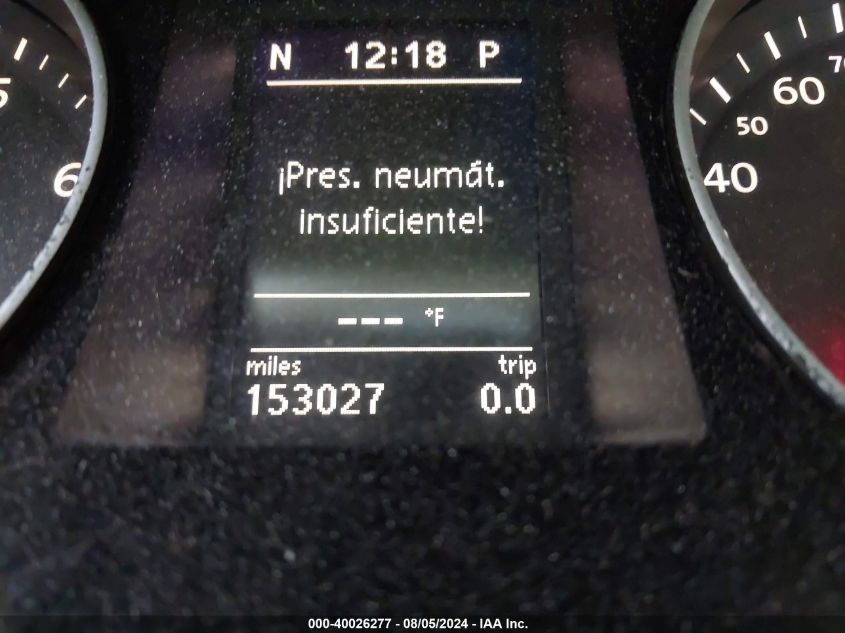 N 12:18 P
¡Pres. neumát.
insuficiente!
--- °F
miles trip
153027 0.0
6
40
50
60
000-40026277 - 08/05/2024 - IAA Inc.